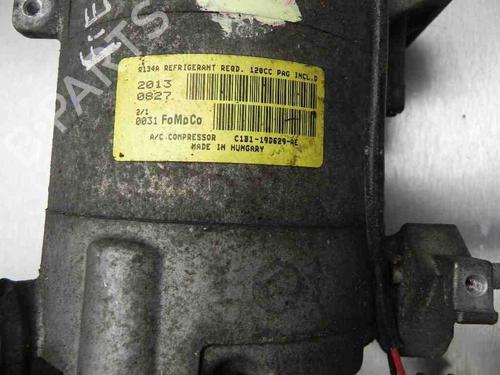 R134A REFRIGERANT REQD. 120CC PAG INCL.D
2013
0827
2/1
0031 FoMoCo
A/C.COMPRESSOR C1B1-19D629-AE
MADE IN HUNGARY
PARTS